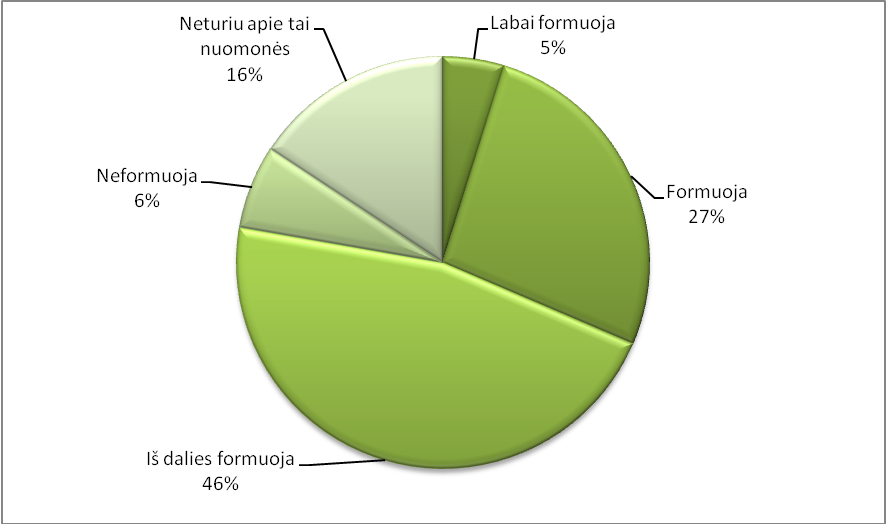 Labai formuoja
5%
Formuoja
27%
Iš dalies formuoja
46%
Neformuoja
6%
Neturiu apie tai
nuomonės
16%